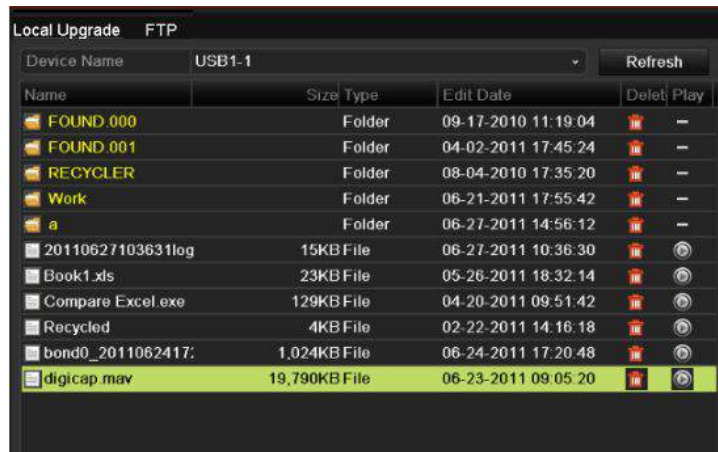 Local Upgrade FTP
Device Name USB1-1 Refresh
Name Size Type Edit Date Delet Play
FOUND.000 Folder 09-17-2010 11:19:04 –
FOUND.001 Folder 04-02-2011 17:45:24 –
RECYCLER Folder 08-04-2010 17:35:20 –
Work Folder 06-21-2011 17:55:42 –
a Folder 06-27-2011 14:56:12 –
20110627103631log 15KB File 06-27-2011 10:36:30
Book1.xls 23KB File 05-26-2011 18:32:14
Compare Excel.exe 129KB File 04-20-2011 09:51:42
Recycled 4KB File 02-22-2011 14:16:18
bond0_2011062417: 1,024KB File 06-24-2011 17:20:48
digicap.mav 19,790KB File 06-23-2011 09:05:20